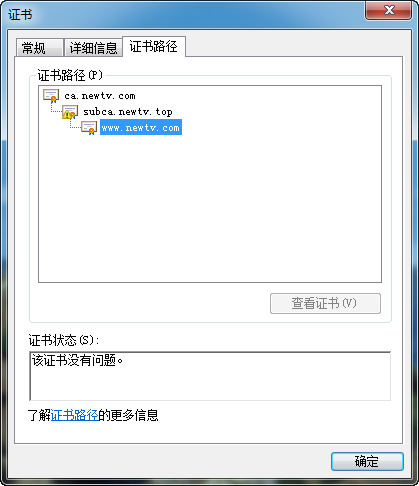 证书
常规 详细信息 证书路径
证书路径(P)
ca.newtv.com
subca.newtv.top
www.newtv.com
查看证书(V)
证书状态(S):
该证书没有问题。
了解证书路径的更多信息
确定